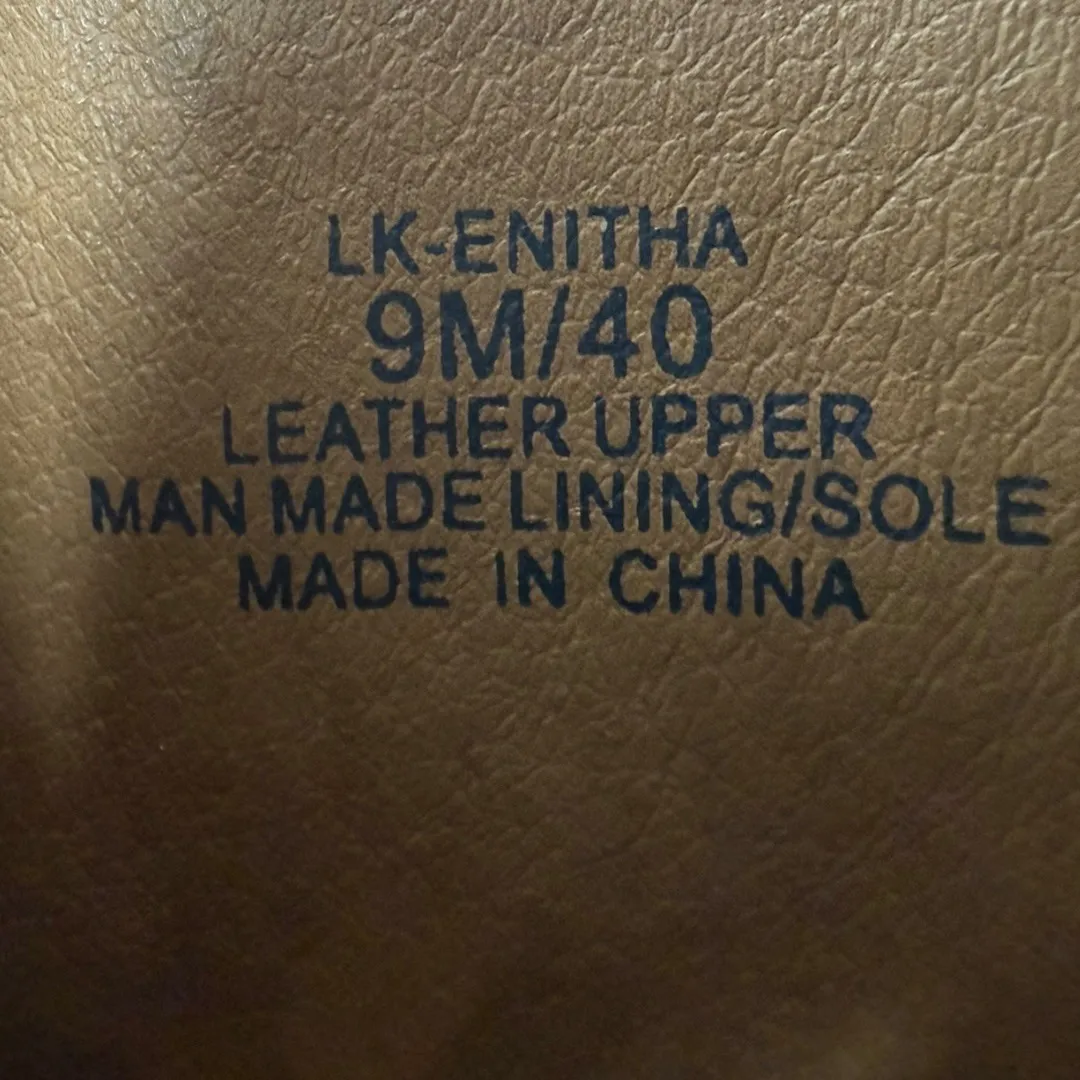 LK-ENITHA
9M/40
LEATHER UPPER
MAN MADE LINING/SOLE
MADE IN CHINA